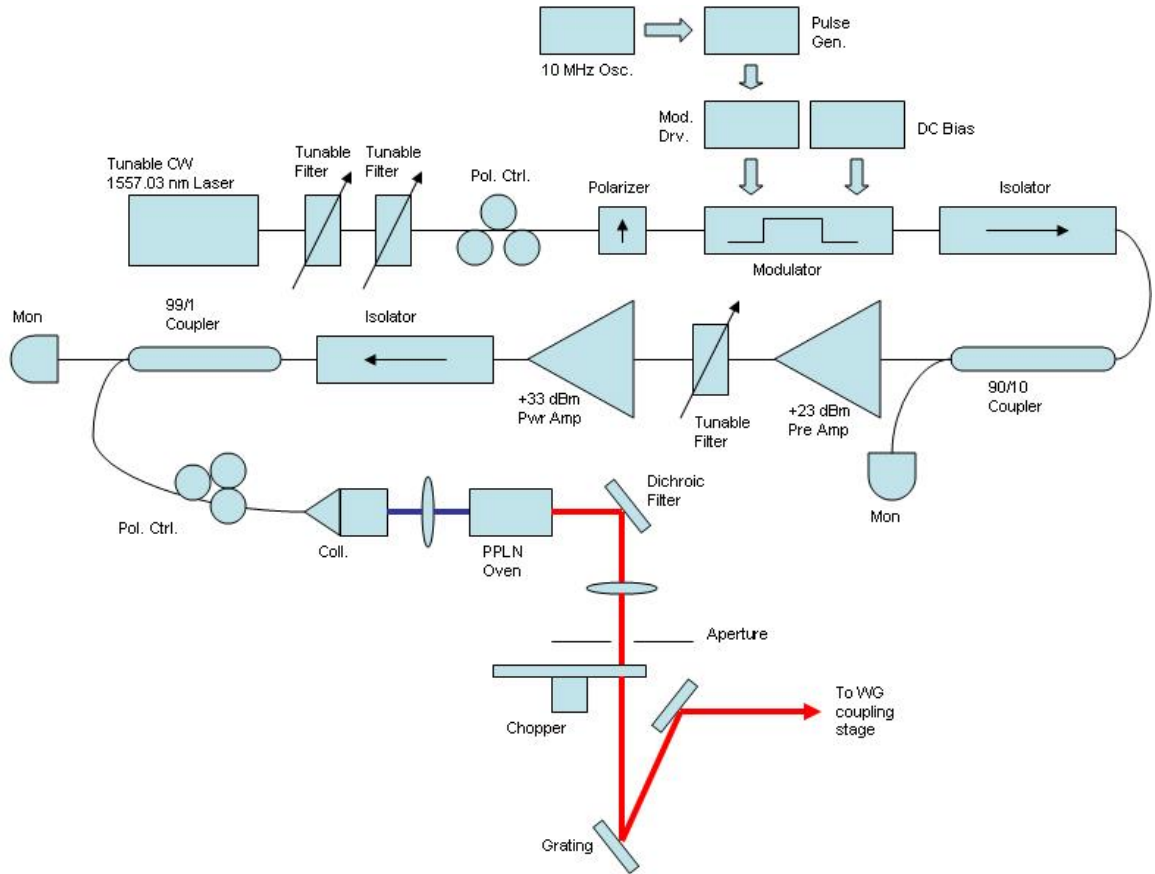 Pulse
Gen.
10 MHz Osc.
Mod.
Drv.
DC Bias
Tunable CW
1557.03 nm Laser
Tunable
Filter
Tunable
Filter
Pol. Ctrl.
Polarizer
Isolator
Modulator
Mon
99/1
Coupler
Isolator
+33 dBm
Pwr Amp
Tunable
Filter
+23 dBm
Pre Amp
90/10
Coupler
Mon
Pol. Ctrl.
Coll.
PPLN
Oven
Dichroic
Filter
Aperture
Chopper
To WG
coupling
stage
Grating